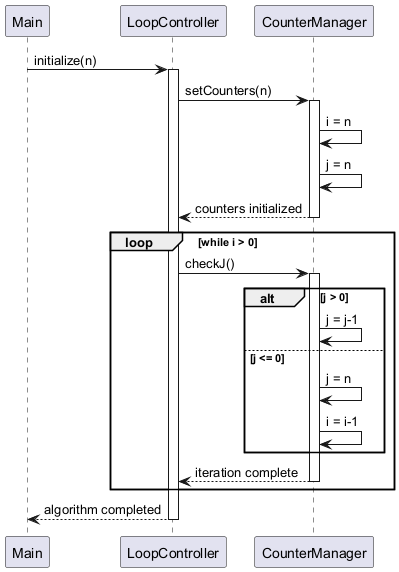 Main LoopController CounterManager
initialize(n)
setCounters(n)
i = n
j = n
counters initialized
loop [while i > 0]
checkJ()
alt [j > 0]
j = j-1
[j <= 0]
j = n
i = i-1
iteration complete
algorithm completed
Main LoopController CounterManager